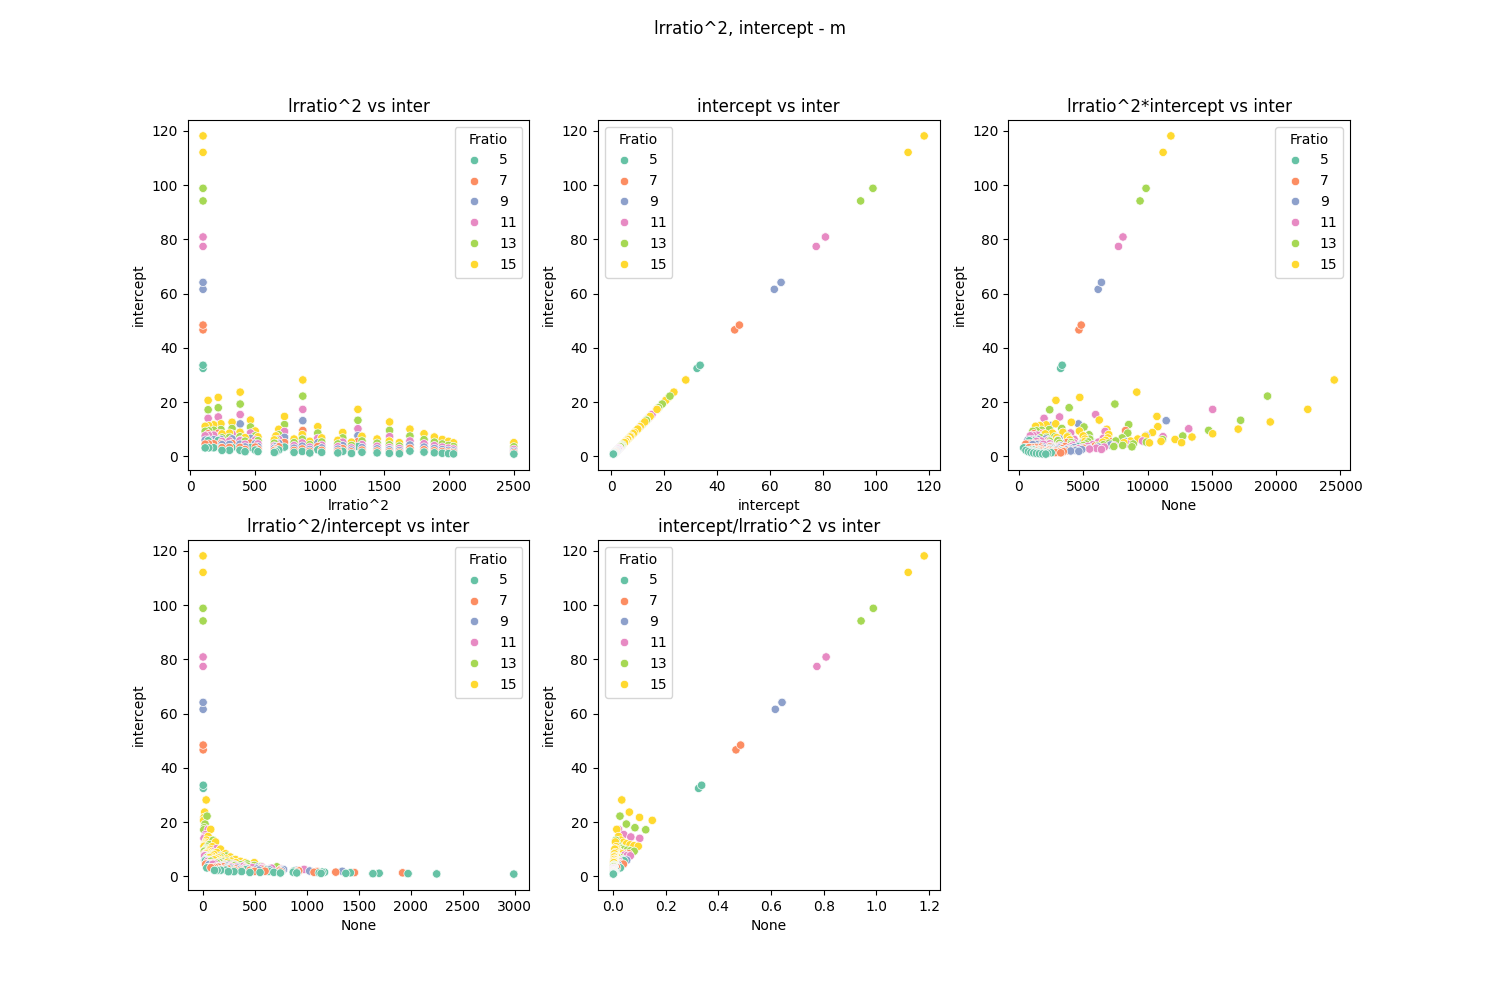 lrratio^2, intercept - m
lrratio^2 vs inter
intercept
120
100
80
60
40
20
0
0 500 1000 1500 2000 2500
lrratio^2
Fratio
5
7
9
11
13
15
intercept vs inter
intercept
120
100
80
60
40
20
0
0 20 40 60 80 100 120
intercept
Fratio
5
7
9
11
13
15
lrratio^2*intercept vs inter
intercept
120
100
80
60
40
20
0
0 5000 10000 15000 20000 25000
None
Fratio
5
7
9
11
13
15
lrratio^2/intercept vs inter
intercept
120
100
80
60
40
20
0
0 500 1000 1500 2000 2500 3000
None
Fratio
5
7
9
11
13
15
intercept/lrratio^2 vs inter
intercept
120
100
80
60
40
20
0
0.0 0.2 0.4 0.6 0.8 1.0 1.2
None
Fratio
5
7
9
11
13
15